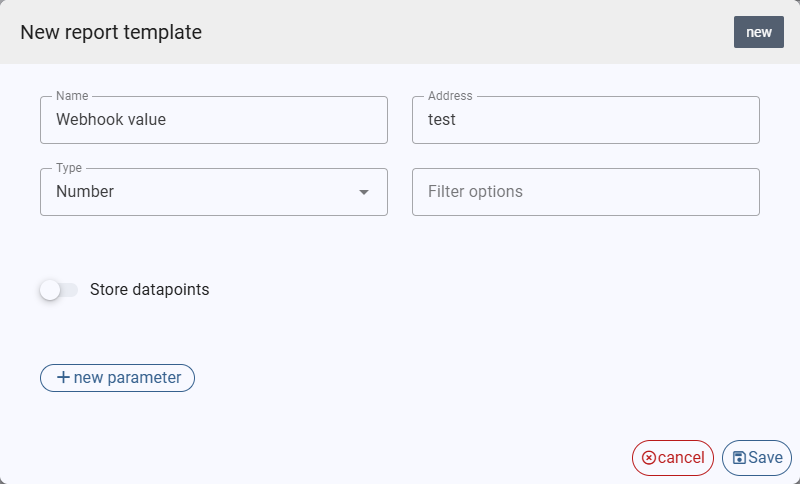 New report template
new
Name
Webhook value
Address
test
Type
Number
Filter options
Store datapoints
new parameter
cancel
Save